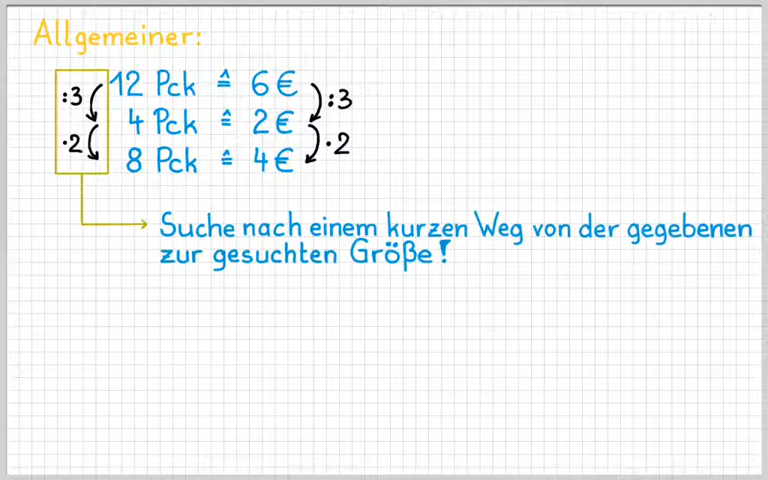 Allgemeiner:
:3 12 Pck ≙ 6€ :3
·2 4 Pck ≙ 2€ ·2
8 Pck ≙ 4€
Suche nach einem kurzen Weg von der gegebenen
zur gesuchten Größe!